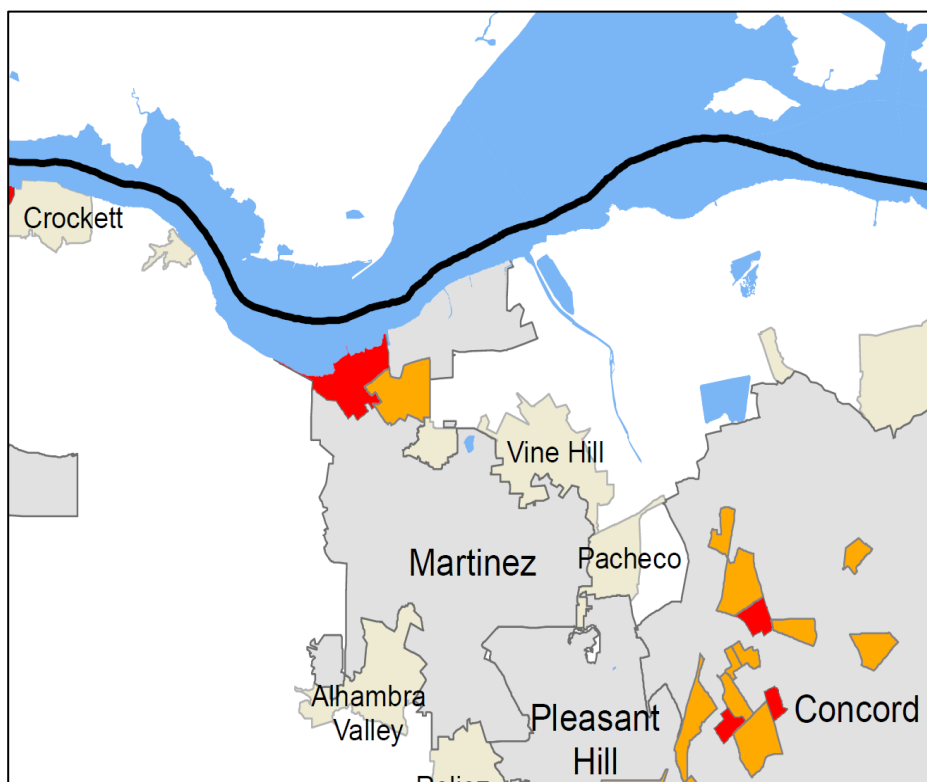 Crockett
Vine Hill
Martinez
Pacheco
Alhambra
Valley
Pleasant
Hill
Concord